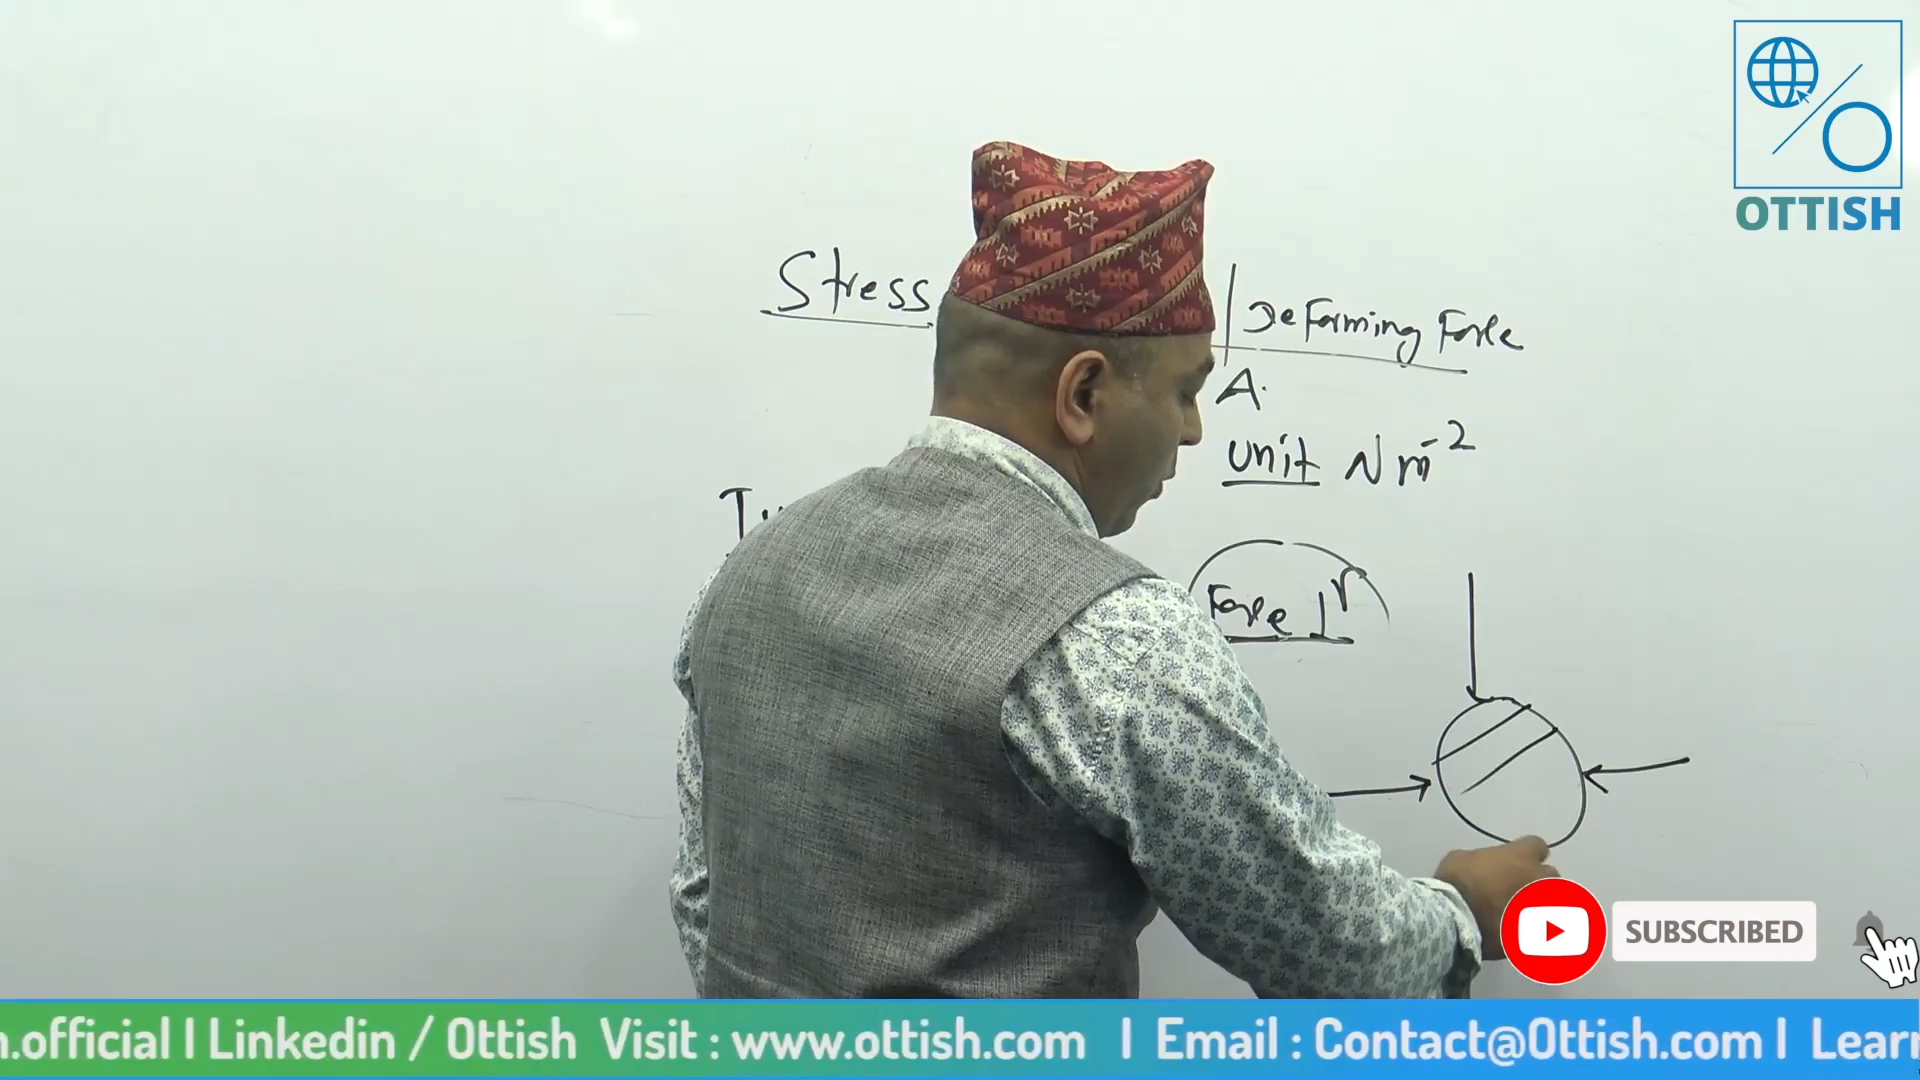 OTTISH
Stress
Deforming Force
A.
unit N m⁻²
Force ⊥r
SUBSCRIBED
.official I Linkedin / Ottish Visit : www.ottish.com I Email : Contact@Ottish.com I Learn